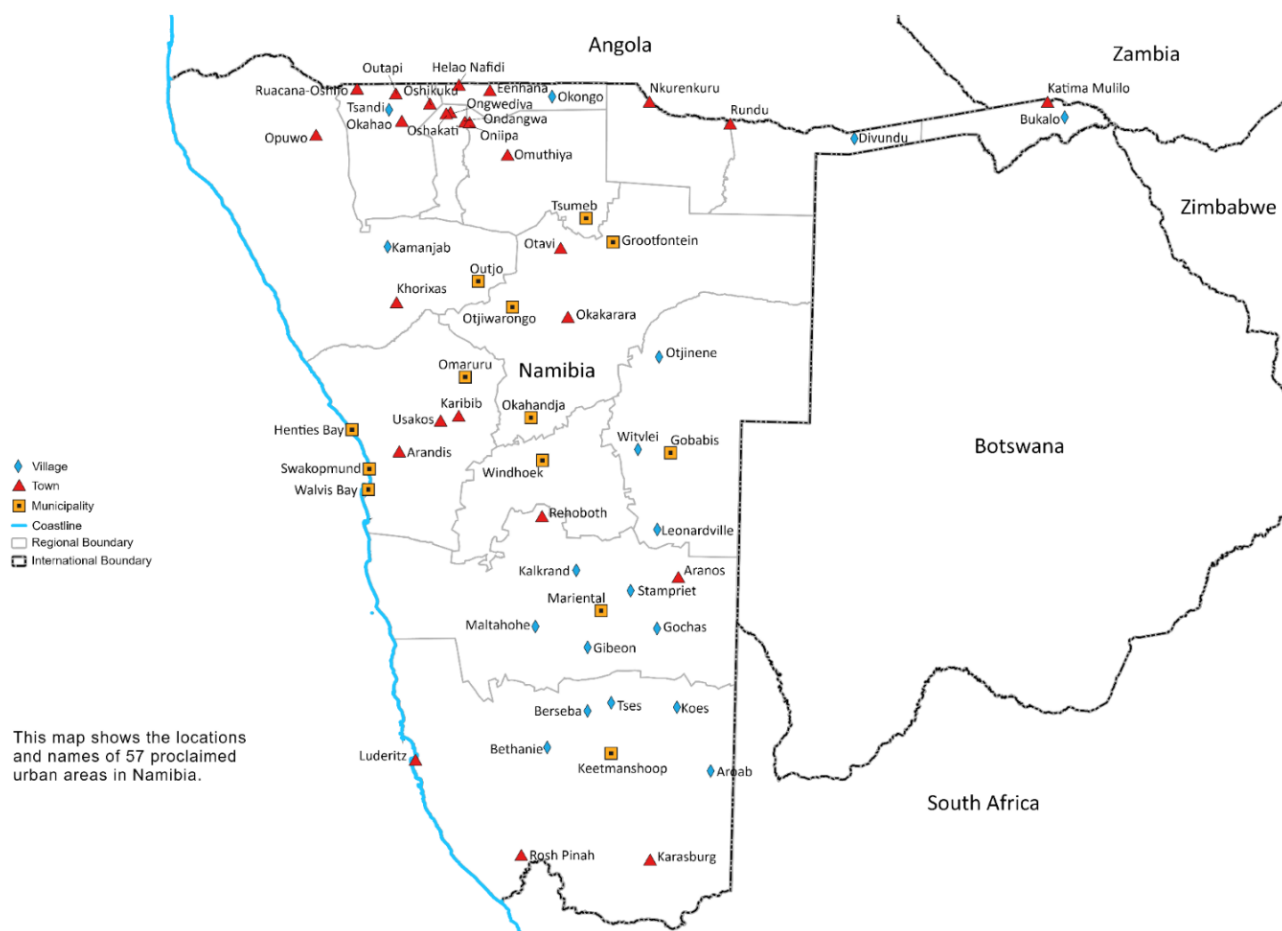 Angola
Zambia
Helao Nafidi
Outapi
Ruacana-Oshifo
Oshikuku
Eenhana
Okongo
Nkurenkuru
Katima Mulilo
Tsandi
Ongwediva
Rundu
Bukalo
Okahao
Ondangwa
Oshakati
Oniipa
Opuwo
Divundu
Omuthiya
Tsumeb
Zimbabwe
Grootfontein
Kamanjab
Otavi
Outjo
Khorixas
Otjiwarongo
Okakarara
Otjinene
Omaruru
Namibia
Karibib
Okahandja
Usakos
Henties Bay
Witvlei
Gobabis
Botswana
Arandis
Swakopmund
Windhoek
Walvis Bay
Village
Town
Municipality
Coastline
Regional Boundary
International Boundary
Rehoboth
Leonardville
Kalkrand
Aranos
Stampriet
Mariental
Maltahohe
Gochas
Gibeon
Berseba
Tses
Koes
This map shows the locations
and names of 57 proclaimed
urban areas in Namibia.
Bethanie
Luderitz
Keetmanshoop
Aroab
South Africa
Rosh Pinah
Karasburg